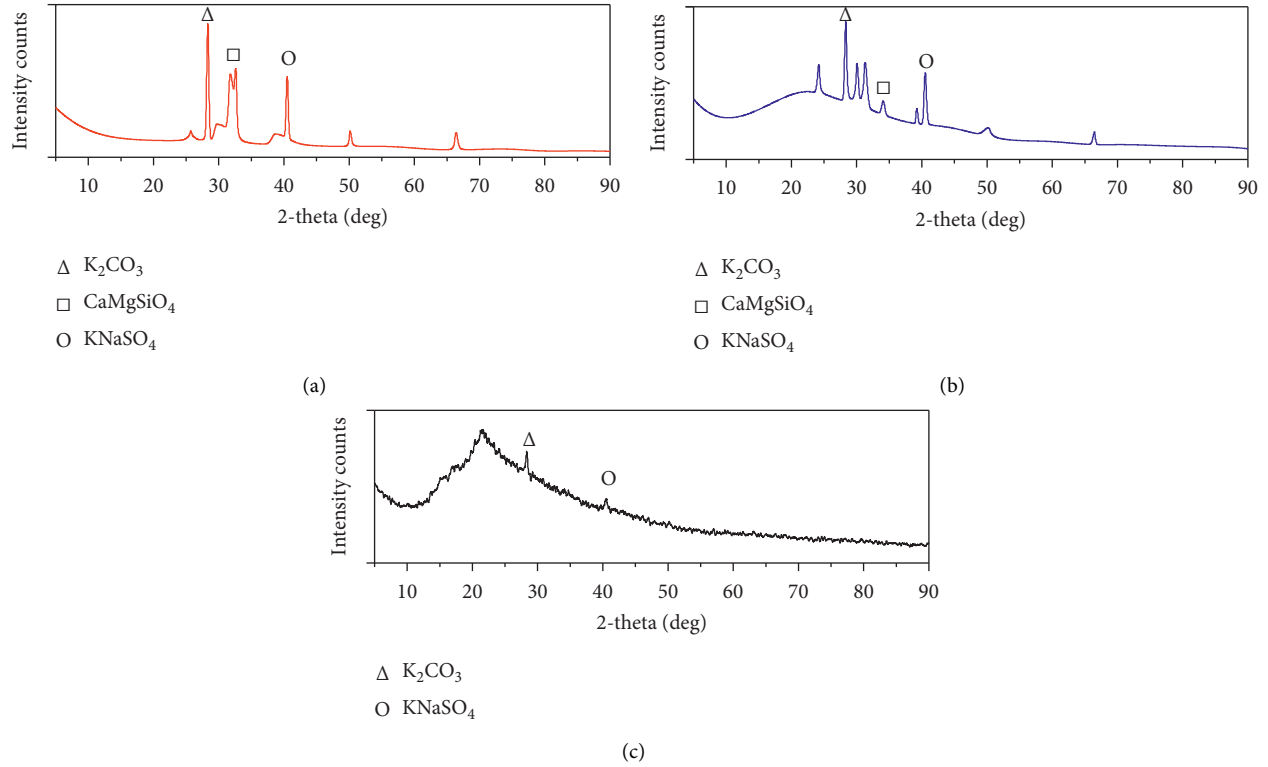 Intensity counts
Δ
□
O
10 20 30 40 50 60 70 80 90
2-theta (deg)
Δ K₂CO₃
□ CaMgSiO₄
O KNaSO₄
(a)
Intensity counts
Δ
□
O
10 20 30 40 50 60 70 80 90
2-theta (deg)
Δ K₂CO₃
□ CaMgSiO₄
O KNaSO₄
(b)
Intensity counts
Δ
O
10 20 30 40 50 60 70 80 90
2-theta (deg)
Δ K₂CO₃
O KNaSO₄
(c)